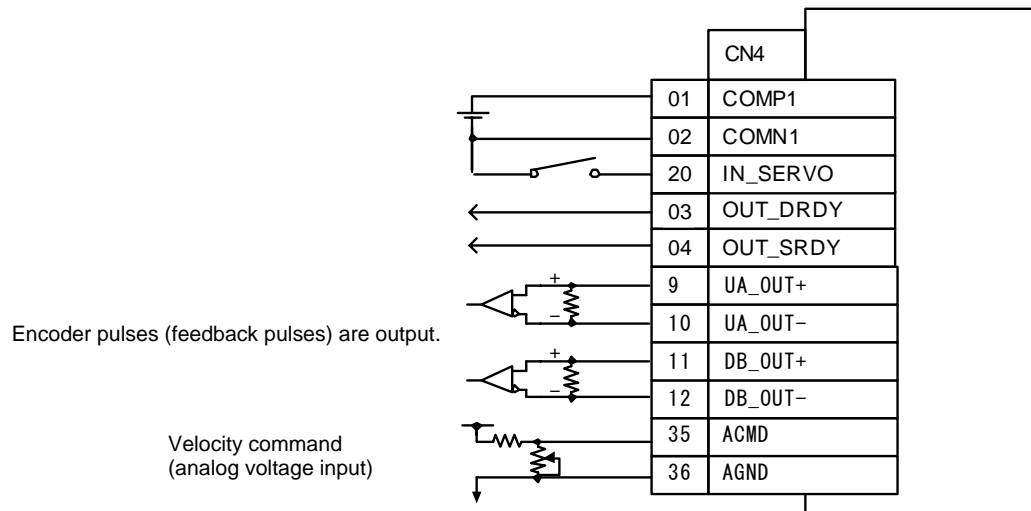 CN4
01 COMP1
02 COMN1
20 IN_SERVO
03 OUT_DRDY
04 OUT_SRDY
+ 9 UA_OUT+
Encoder pulses (feedback pulses) are output.
− 10 UA_OUT−
+ 11 DB_OUT+
− 12 DB_OUT−
Velocity command
(analog voltage input)
35 ACMD
36 AGND